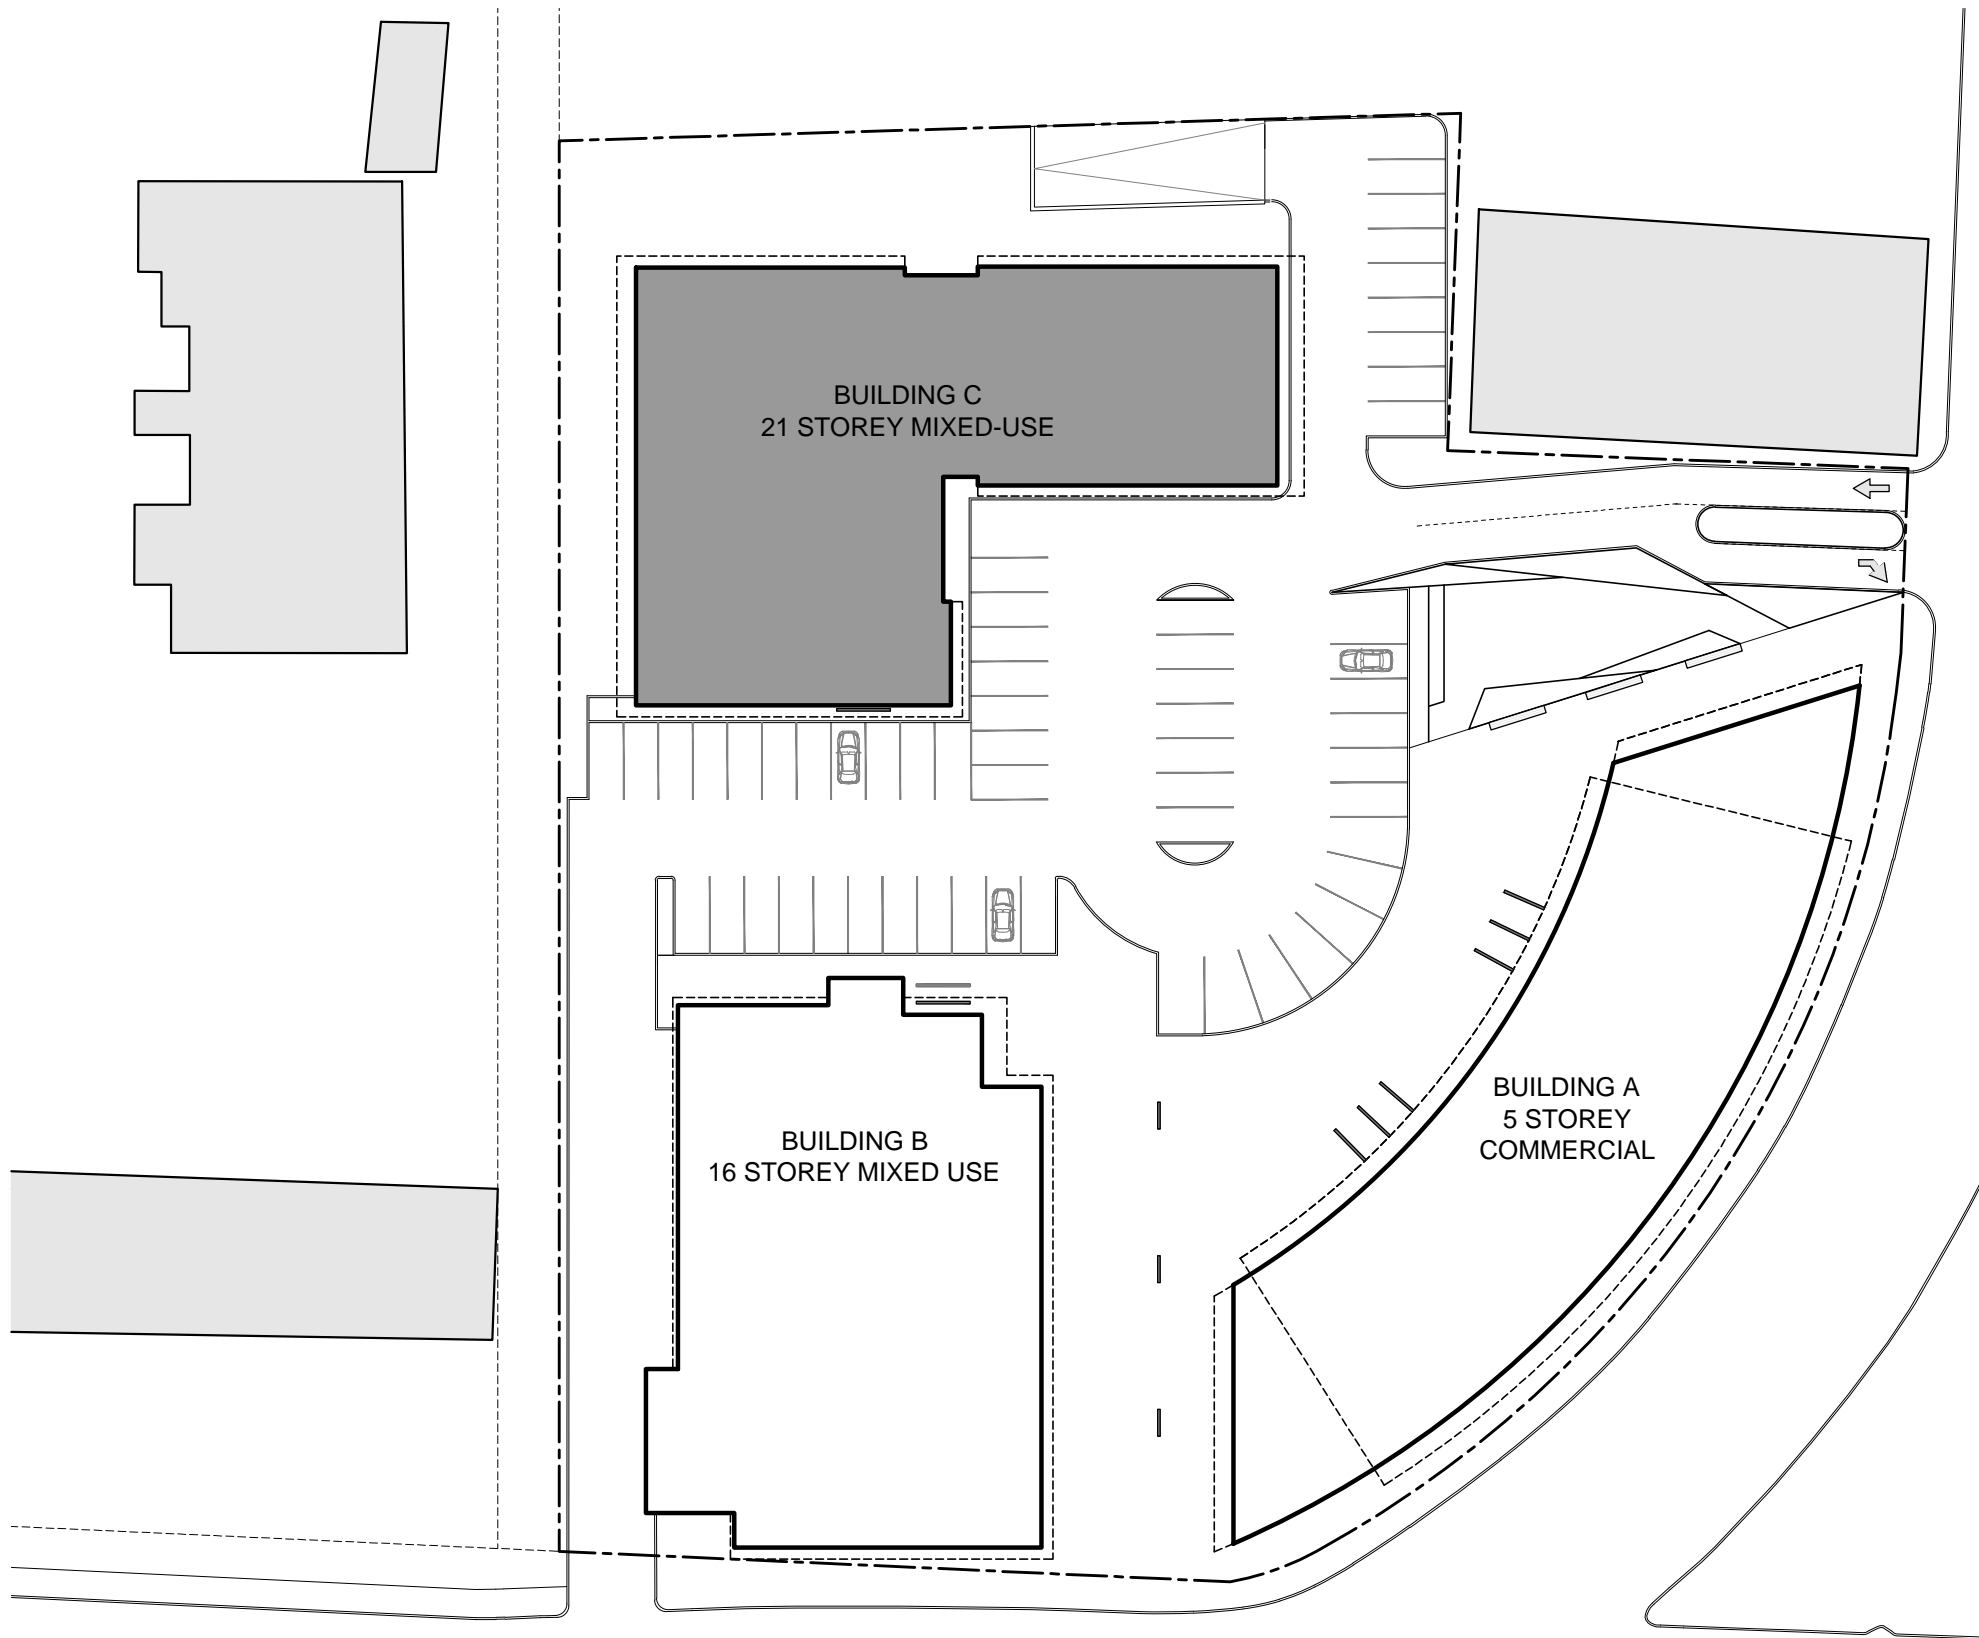 BUILDING C
21 STOREY MIXED-USE
BUILDING B
16 STOREY MIXED USE
BUILDING A
5 STOREY
COMMERCIAL